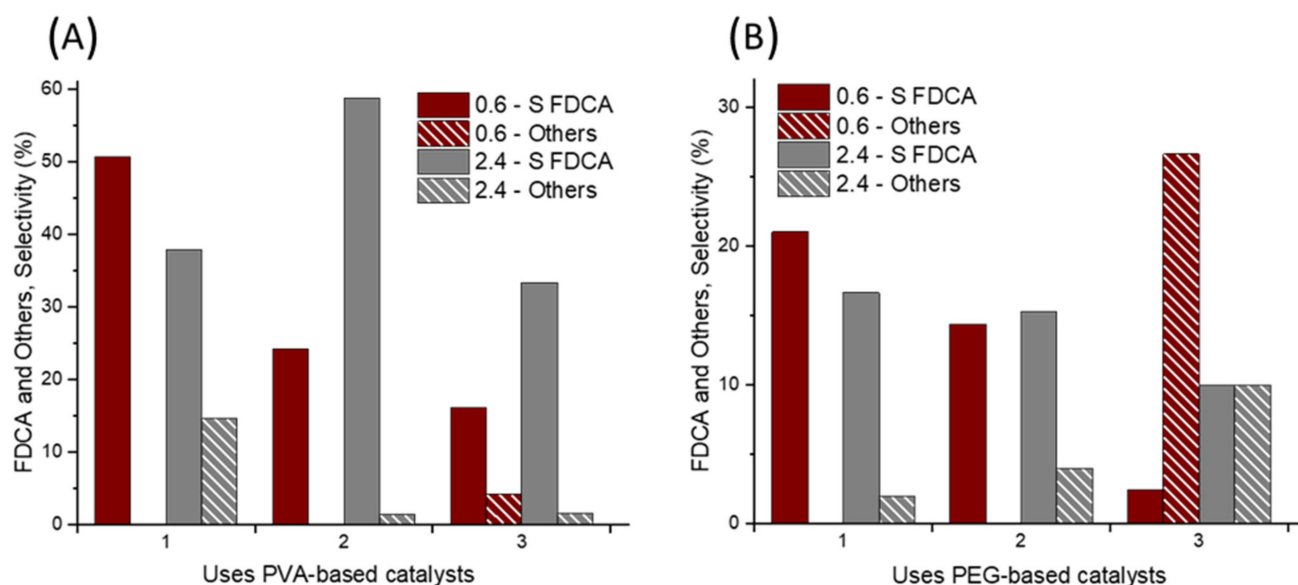 (A)
FDCA and Others, Selectivity (%)
60
50
40
30
20
10
0
0.6 - S FDCA
0.6 - Others
2.4 - S FDCA
2.4 - Others
1 2 3
Uses PVA-based catalysts
(B)
FDCA and Others, Selectivity (%)
30
20
10
0
0.6 - S FDCA
0.6 - Others
2.4 - S FDCA
2.4 - Others
1 2 3
Uses PEG-based catalysts